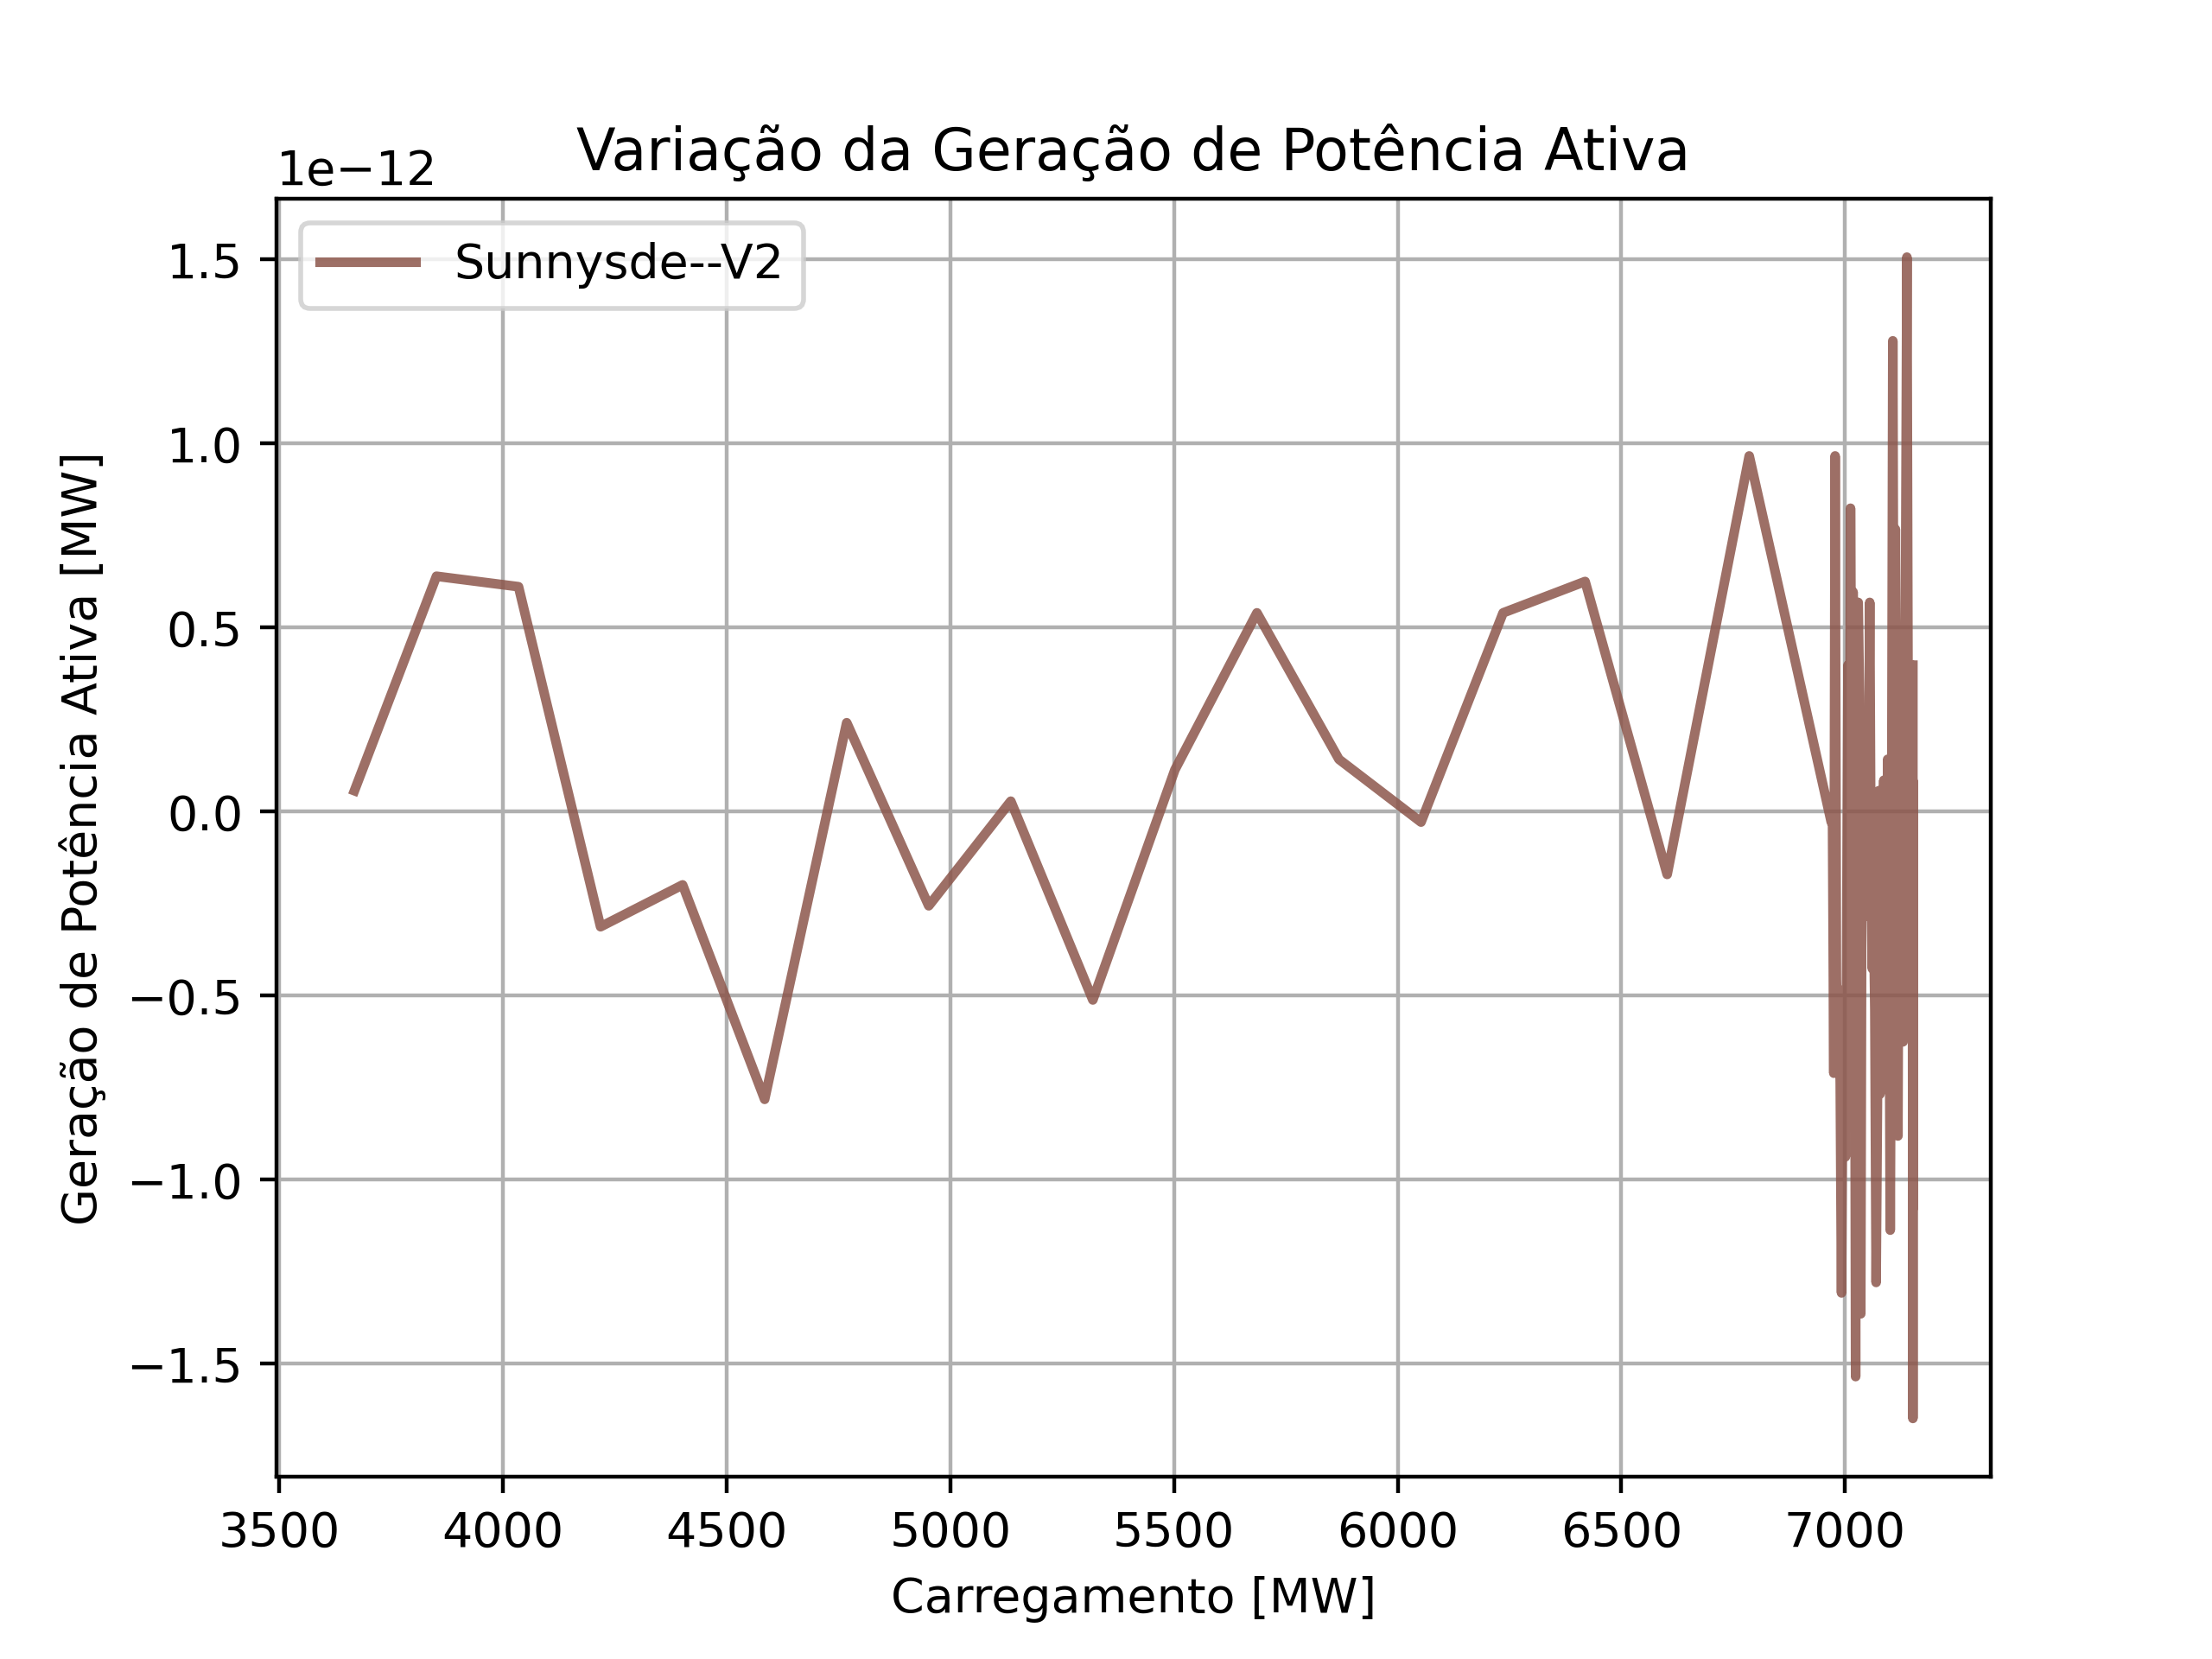 Variação da Geração de Potência Ativa
1e−12
Sunnysde--V2
1.5
1.0
0.5
0.0
−0.5
−1.0
−1.5
Geração de Potência Ativa [MW]
3500 4000 4500 5000 5500 6000 6500 7000
Carregamento [MW]